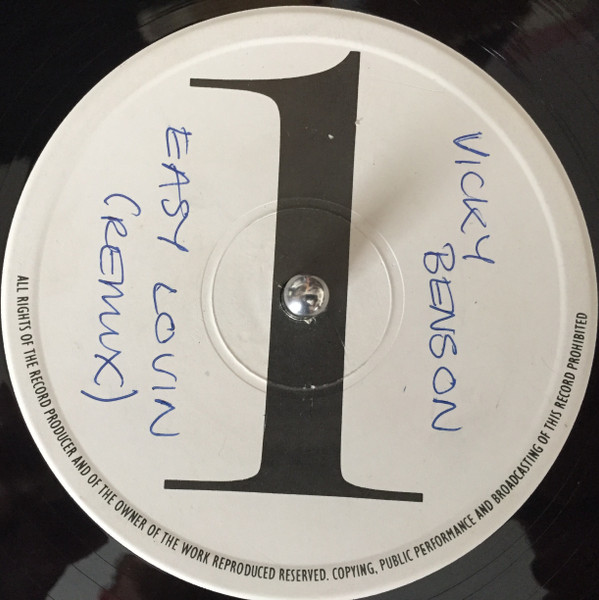 VICKY
BENSON
1
EASY LOVIN
(REMIX)
ALL RIGHTS OF THE RECORD PRODUCER AND OF THE OWNER OF THE WORK REPRODUCED RESERVED. COPYING, PUBLIC PERFORMANCE AND BROADCASTING OF THIS RECORD PROHIBITED